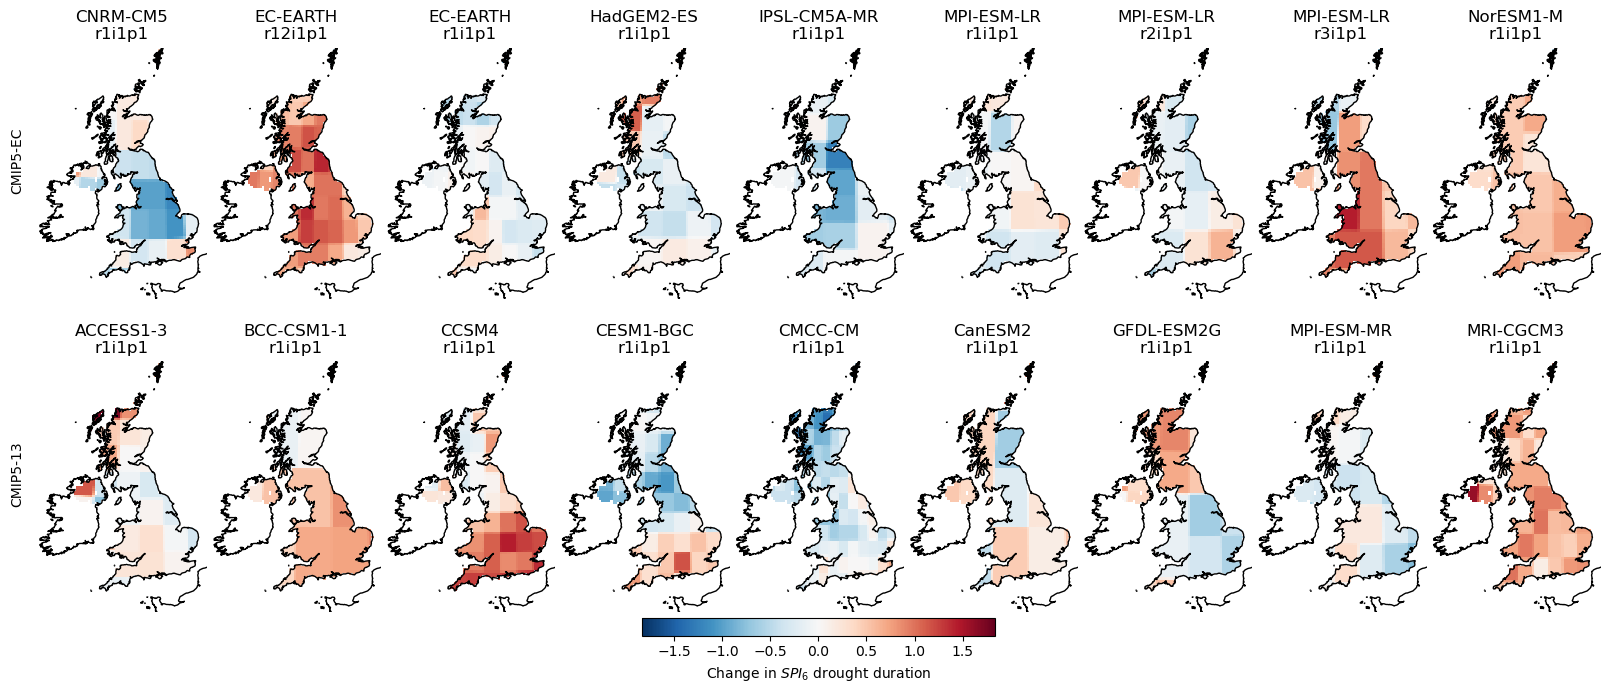 CNRM-CM5 EC-EARTH EC-EARTH HadGEM2-ES IPSL-CM5A-MR MPI-ESM-LR MPI-ESM-LR MPI-ESM-LR NorESM1-M
r1i1p1 r12i1p1 r1i1p1 r1i1p1 r1i1p1 r1i1p1 r2i1p1 r3i1p1 r1i1p1
CMIP5-EC
ACCESS1-3 BCC-CSM1-1 CCSM4 CESM1-BGC CMCC-CM CanESM2 GFDL-ESM2G MPI-ESM-MR MRI-CGCM3
r1i1p1 r1i1p1 r1i1p1 r1i1p1 r1i1p1 r1i1p1 r1i1p1 r1i1p1 r1i1p1
CMIP5-13
−1.5 −1.0 −0.5 0.0 0.5 1.0 1.5
Change in SPI₆ drought duration